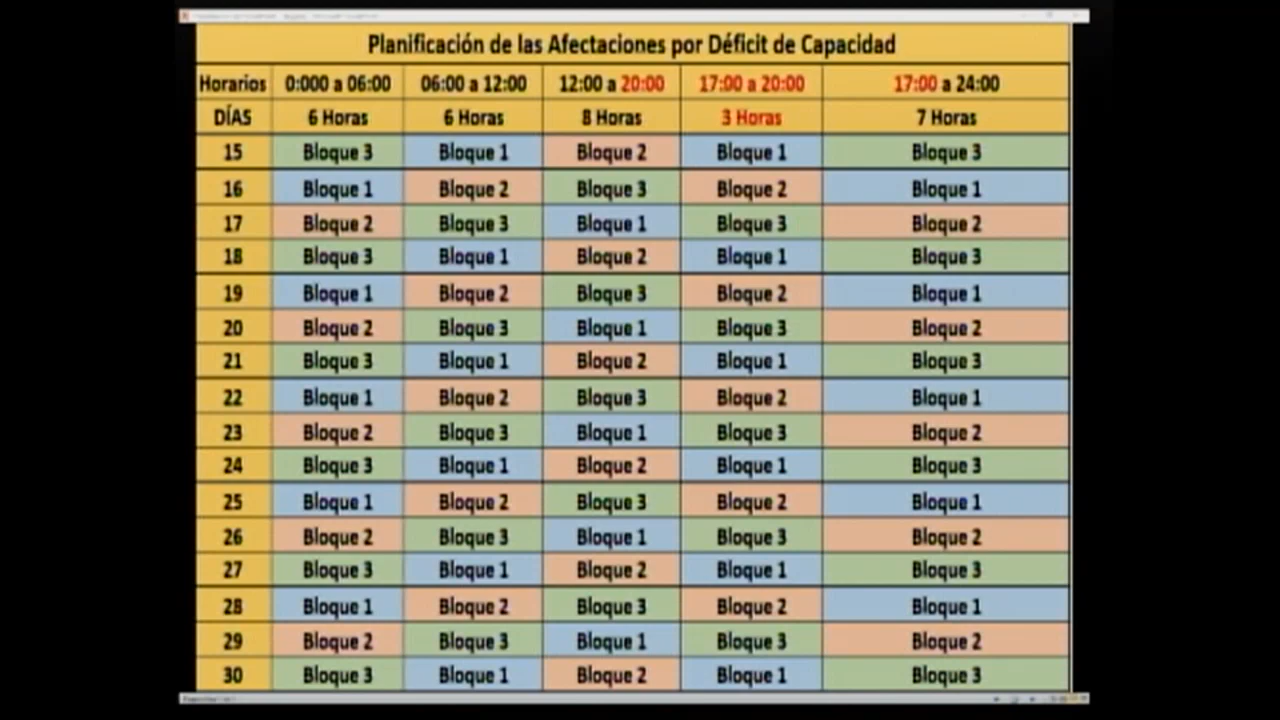 Planificación de las Afectaciones por Déficit de Capacidad
Horarios 0:000 a 06:00 06:00 a 12:00 12:00 a 20:00 17:00 a 20:00 17:00 a 24:00
DÍAS 6 Horas 6 Horas 8 Horas 3 Horas 7 Horas
15 Bloque 3 Bloque 1 Bloque 2 Bloque 1 Bloque 3
16 Bloque 1 Bloque 2 Bloque 3 Bloque 2 Bloque 1
17 Bloque 2 Bloque 3 Bloque 1 Bloque 3 Bloque 2
18 Bloque 3 Bloque 1 Bloque 2 Bloque 1 Bloque 3
19 Bloque 1 Bloque 2 Bloque 3 Bloque 2 Bloque 1
20 Bloque 2 Bloque 3 Bloque 1 Bloque 3 Bloque 2
21 Bloque 3 Bloque 1 Bloque 2 Bloque 1 Bloque 3
22 Bloque 1 Bloque 2 Bloque 3 Bloque 2 Bloque 1
23 Bloque 2 Bloque 3 Bloque 1 Bloque 3 Bloque 2
24 Bloque 3 Bloque 1 Bloque 2 Bloque 1 Bloque 3
25 Bloque 1 Bloque 2 Bloque 3 Bloque 2 Bloque 1
26 Bloque 2 Bloque 3 Bloque 1 Bloque 3 Bloque 2
27 Bloque 3 Bloque 1 Bloque 2 Bloque 1 Bloque 3
28 Bloque 1 Bloque 2 Bloque 3 Bloque 2 Bloque 1
29 Bloque 2 Bloque 3 Bloque 1 Bloque 3 Bloque 2
30 Bloque 3 Bloque 1 Bloque 2 Bloque 1 Bloque 3